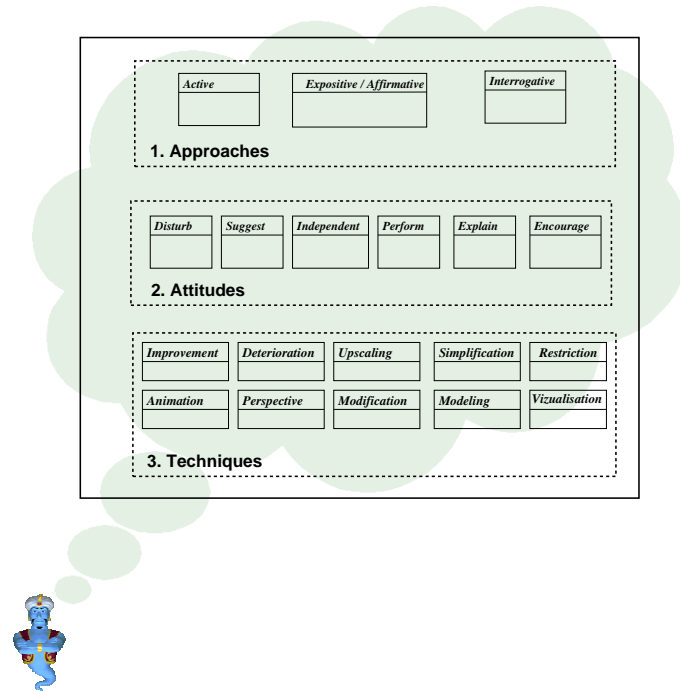 Active Expositive / Affirmative Interrogative
1. Approaches
Disturb Suggest Independent Perform Explain Encourage
2. Attitudes
Improvement Deterioration Upscaling Simplification Restriction
Animation Perspective Modification Modeling Vizualisation
3. Techniques